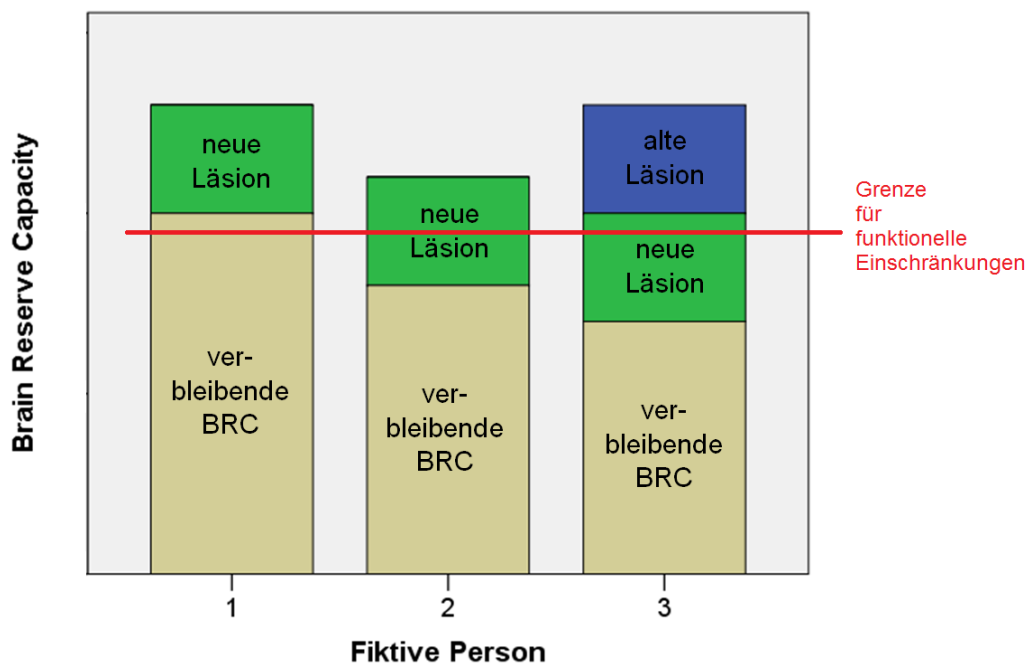 Brain Reserve Capacity
neue
Läsion
ver-
bleibende
BRC
neue
Läsion
ver-
bleibende
BRC
alte
Läsion
neue
Läsion
ver-
bleibende
BRC
Grenze
für
funktionelle
Einschränkungen
1
2
3
Fiktive Person